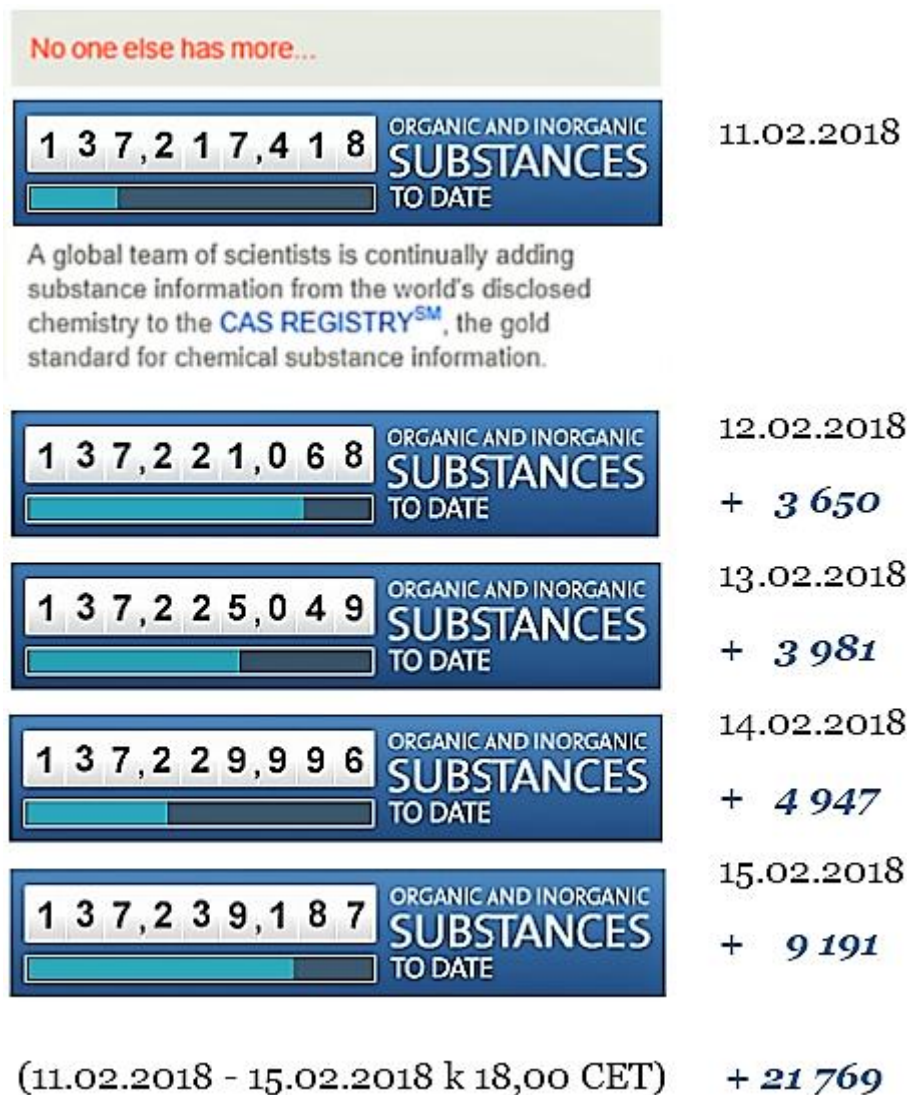 No one else has more...
137,217,418 ORGANIC AND INORGANIC
SUBSTANCES
TO DATE
11.02.2018
A global team of scientists is continually adding
substance information from the world's disclosed
chemistry to the CAS REGISTRY℠, the gold
standard for chemical substance information.
137,221,068 ORGANIC AND INORGANIC
SUBSTANCES
TO DATE
12.02.2018
+ 3 650
137,225,049 ORGANIC AND INORGANIC
SUBSTANCES
TO DATE
13.02.2018
+ 3 981
137,229,996 ORGANIC AND INORGANIC
SUBSTANCES
TO DATE
14.02.2018
+ 4 947
137,239,187 ORGANIC AND INORGANIC
SUBSTANCES
TO DATE
15.02.2018
+ 9 191
(11.02.2018 - 15.02.2018 k 18,00 CET) + 21 769